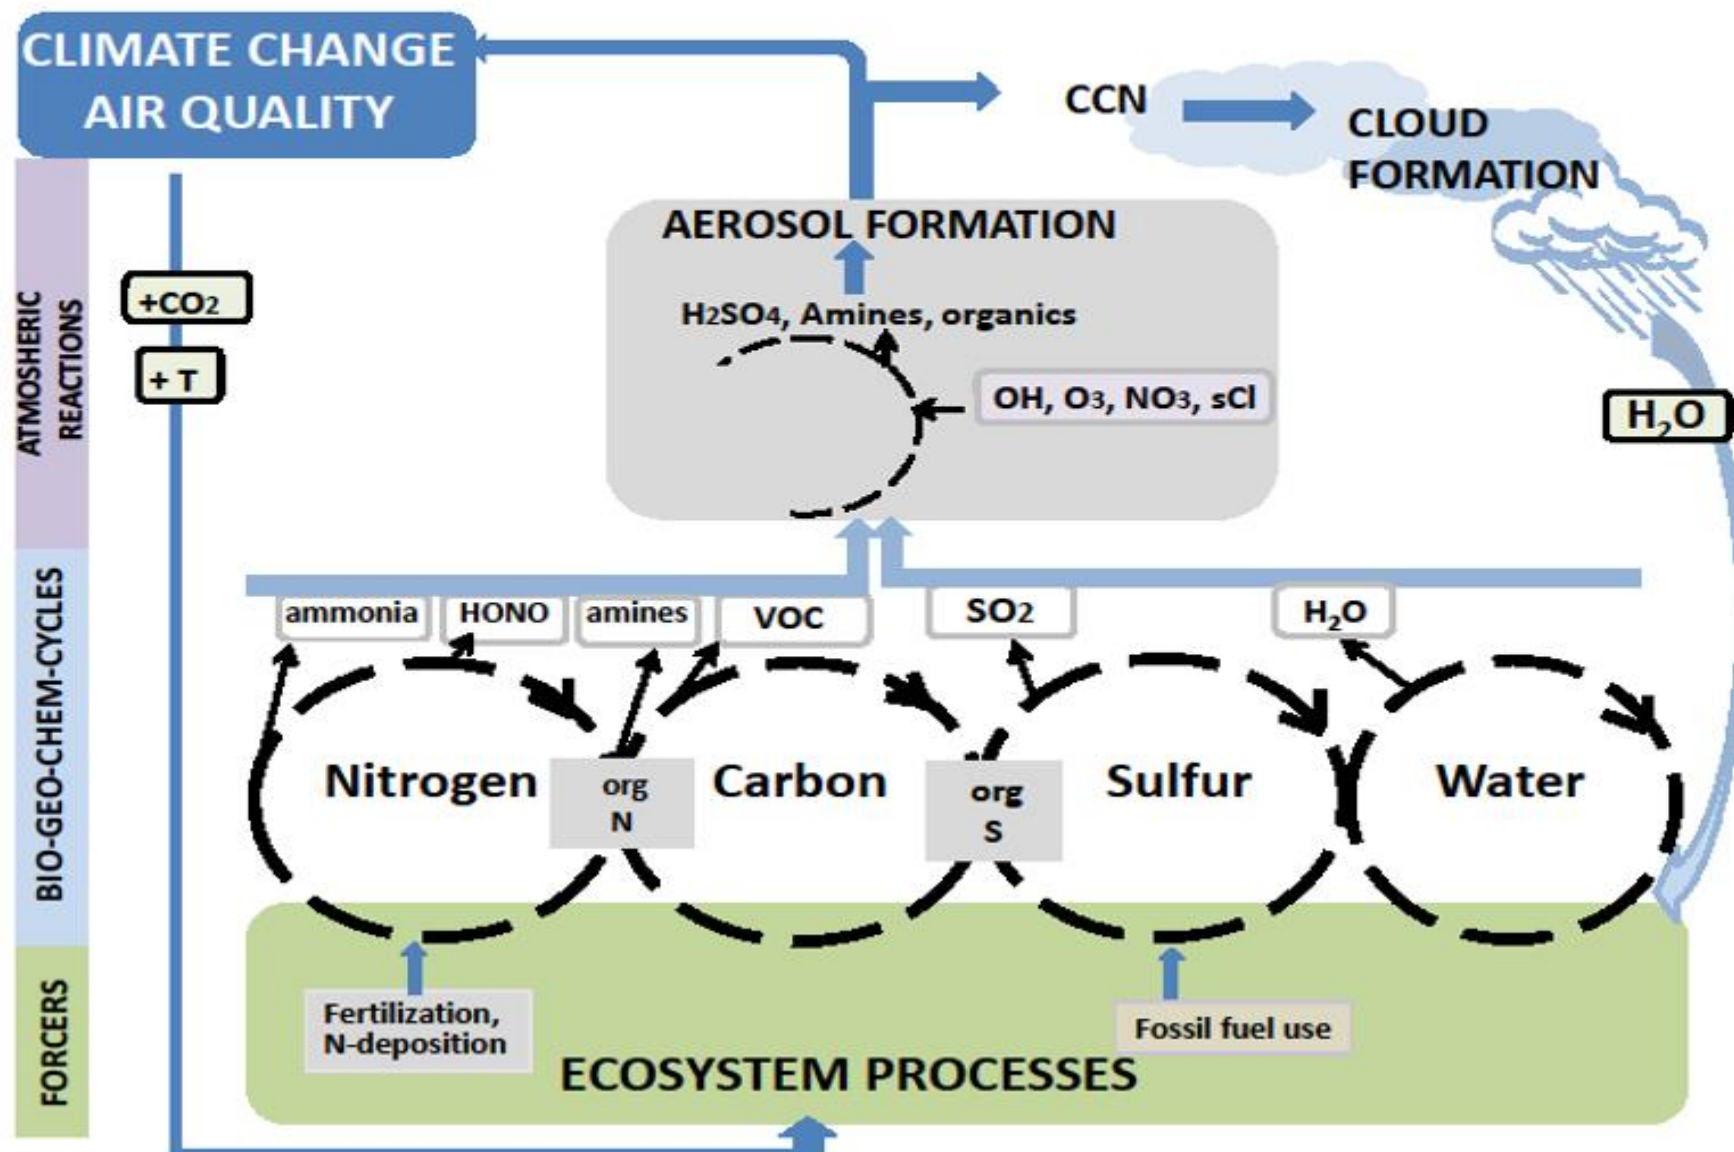 CLIMATE CHANGE
AIR QUALITY
CCN
CLOUD
FORMATION
AEROSOL FORMATION
H2SO4, Amines, organics
OH, O3, NO3, sCl
+CO2
+ T
H₂O
ATMOSHERIC
REACTIONS
BIO-GEO-CHEM-CYCLES
FORCERS
ammonia
HONO
amines
VOC
SO2
H₂O
Nitrogen
org
N
Carbon
org
S
Sulfur
Water
Fertilization,
N-deposition
Fossil fuel use
ECOSYSTEM PROCESSES